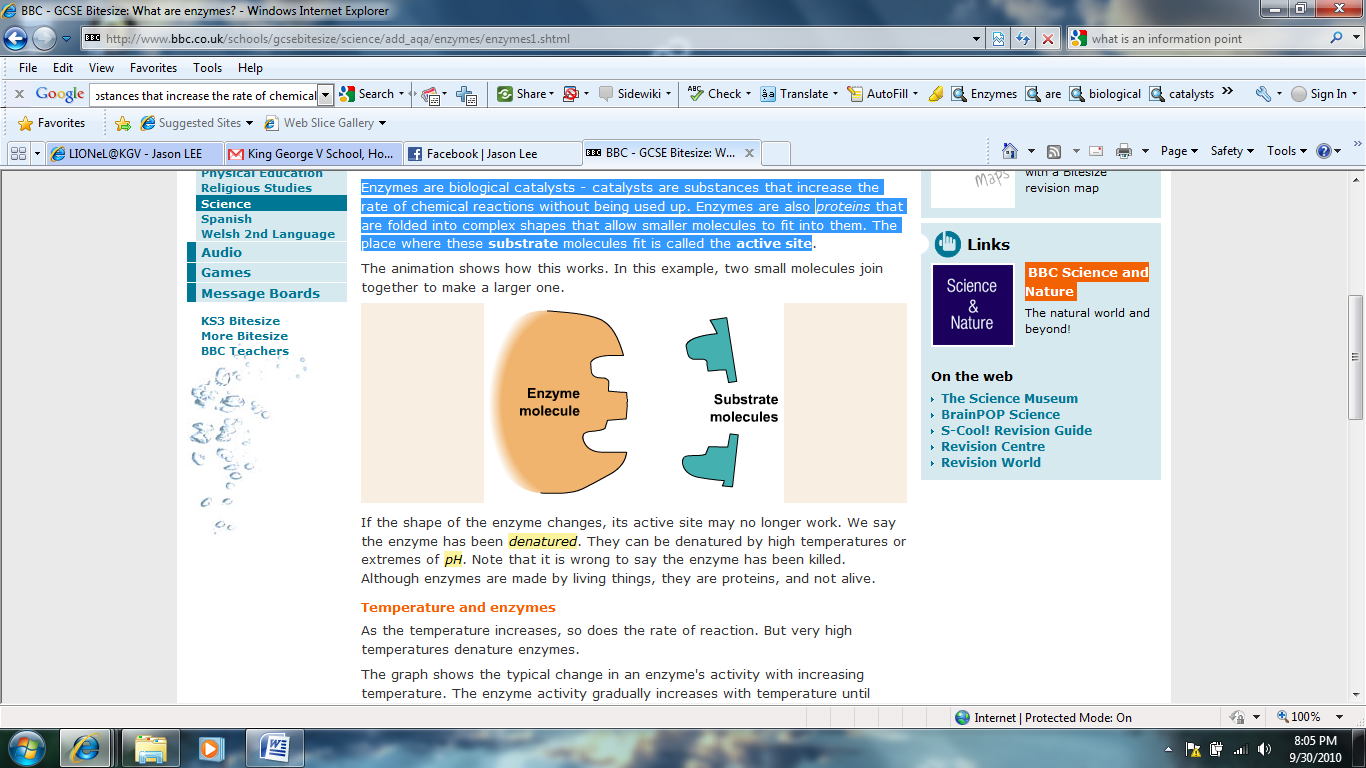 BBC - GCSE Bitesize: What are enzymes? - Windows Internet Explorer
BBC http://www.bbc.co.uk/schools/gcsebitesize/science/add_aqa/enzymes/enzymes1.shtml
what is an information point
File Edit View Favorites Tools Help
x Google ostances that increase the rate of chemical Search Share Sidewiki ABC Check Translate AutoFill Enzymes are biological catalysts Sign In
Favorites Suggested Sites Web Slice Gallery
LIONeL@KGV - Jason LEE King George V School, Ho... Facebook | Jason Lee BBC BBC - GCSE Bitesize: W... x Page Safety Tools
Physical Education
Religious Studies
Science
Spanish
Welsh 2nd Language
Audio
Games
Message Boards
KS3 Bitesize
More Bitesize
BBC Teachers
Enzymes are biological catalysts - catalysts are substances that increase the
rate of chemical reactions without being used up. Enzymes are also proteins that
are folded into complex shapes that allow smaller molecules to fit into them. The
place where these substrate molecules fit is called the active site.
The animation shows how this works. In this example, two small molecules join
together to make a larger one.
Enzyme
molecule
Substrate
molecules
If the shape of the enzyme changes, its active site may no longer work. We say
the enzyme has been denatured. They can be denatured by high temperatures or
extremes of pH. Note that it is wrong to say the enzyme has been killed.
Although enzymes are made by living things, they are proteins, and not alive.
Temperature and enzymes
As the temperature increases, so does the rate of reaction. But very high
temperatures denature enzymes.
The graph shows the typical change in an enzyme's activity with increasing
temperature. The enzyme activity gradually increases with temperature until
Maps
with a Bitesize
revision map
Links
Science
&
Nature
BBC Science and
Nature
The natural world and
beyond!
On the web
The Science Museum
BrainPOP Science
S-Cool! Revision Guide
Revision Centre
Revision World
Internet | Protected Mode: On 100%
8:05 PM
9/30/2010